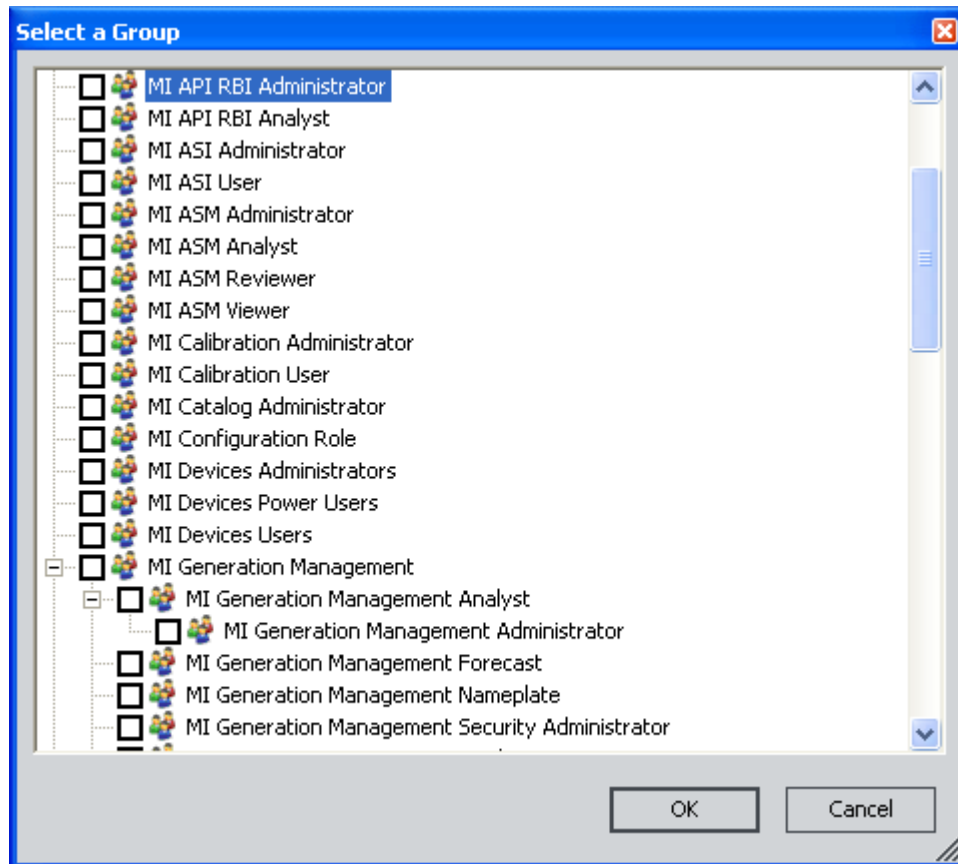 Select a Group
MI API RBI Administrator
MI API RBI Analyst
MI ASI Administrator
MI ASI User
MI ASM Administrator
MI ASM Analyst
MI ASM Reviewer
MI ASM Viewer
MI Calibration Administrator
MI Calibration User
MI Catalog Administrator
MI Configuration Role
MI Devices Administrators
MI Devices Power Users
MI Devices Users
MI Generation Management
MI Generation Management Analyst
MI Generation Management Administrator
MI Generation Management Forecast
MI Generation Management Nameplate
MI Generation Management Security Administrator
OK
Cancel